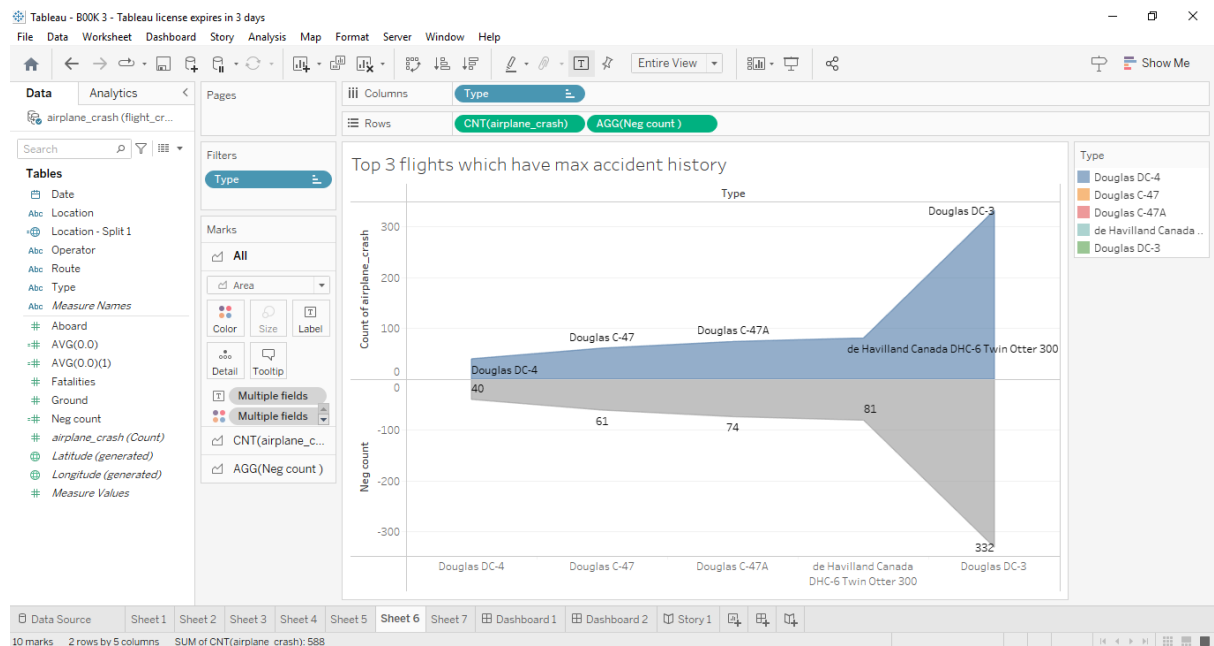 Tableau - B00K 3 - Tableau license expires in 3 days
File Data Worksheet Dashboard Story Analysis Map Format Server Window Help
Entire View
Show Me
Data Analytics
airplane_crash (flight_cr...
Search
Tables
Date
Abc Location
Location - Split 1
Abc Operator
Abc Route
Abc Type
Abc Measure Names
# Aboard
=# AVG(0.0)
=# AVG(0.0)(1)
# Fatalities
# Ground
=# Neg count
# airplane_crash (Count)
Latitude (generated)
Longitude (generated)
# Measure Values
Pages
Filters
Type
Marks
All
Area
Color Size Label
Detail Tooltip
Multiple fields
Multiple fields
CNT(airplane_c...
AGG(Neg count )
Columns Type
Rows CNT(airplane_crash) AGG(Neg count )
Top 3 flights which have max accident history
Type
Count of airplane_crash
300
200
100
0
Douglas DC-4
Douglas C-47
Douglas C-47A
de Havilland Canada DHC-6 Twin Otter 300
Douglas DC-3
Neg count
0
-100
-200
-300
40
61
74
81
332
Douglas DC-4
Douglas C-47
Douglas C-47A
de Havilland Canada
DHC-6 Twin Otter 300
Douglas DC-3
Type
Douglas DC-4
Douglas C-47
Douglas C-47A
de Havilland Canada ..
Douglas DC-3
Data Source Sheet 1 Sheet 2 Sheet 3 Sheet 4 Sheet 5 Sheet 6 Sheet 7 Dashboard 1 Dashboard 2 Story 1
10 marks 2 rows by 5 columns SUM of CNT(airplane_crash): 588